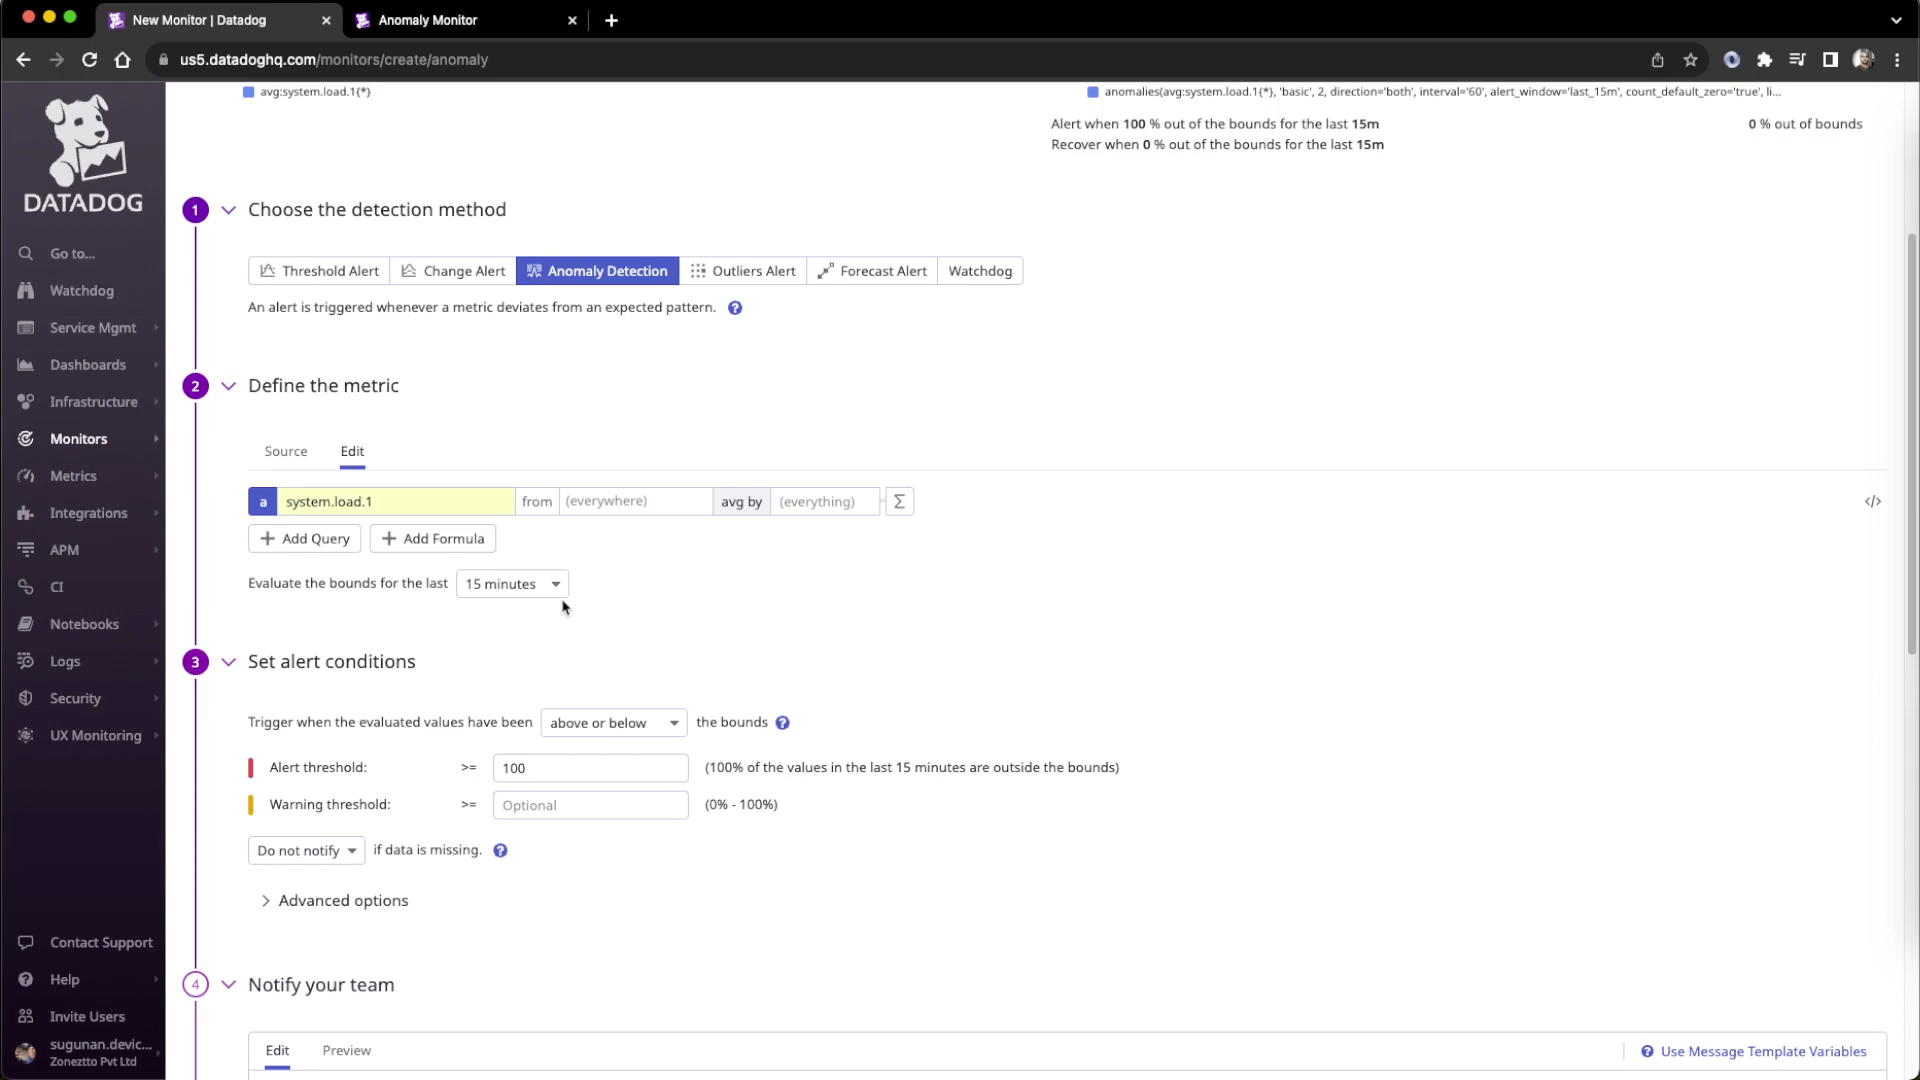 New Monitor | Datadog
Anomaly Monitor
us5.datadoghq.com/monitors/create/anomaly
DATADOG
Go to...
Watchdog
Service Mgmt
Dashboards
Infrastructure
Monitors
Metrics
Integrations
APM
CI
Notebooks
Logs
Security
UX Monitoring
Contact Support
Help
Invite Users
sugunan.devic...
Zoneztto Pvt Ltd
avg:system.load.1{*}
anomalies(avg:system.load.1{*}, 'basic', 2, direction='both', interval='60', alert_window='last_15m', count_default_zero='true', li...
Alert when 100 % out of the bounds for the last 15m
0 % out of bounds
Recover when 0 % out of the bounds for the last 15m
1 Choose the detection method
Threshold Alert Change Alert Anomaly Detection Outliers Alert Forecast Alert Watchdog
An alert is triggered whenever a metric deviates from an expected pattern. ?
2 Define the metric
Source Edit
a system.load.1 from (everywhere) avg by (everything) Σ
</>
+ Add Query + Add Formula
Evaluate the bounds for the last 15 minutes
3 Set alert conditions
Trigger when the evaluated values have been above or below the bounds ?
Alert threshold: >= 100 (100% of the values in the last 15 minutes are outside the bounds)
Warning threshold: >= Optional (0% - 100%)
Do not notify if data is missing. ?
> Advanced options
4 Notify your team
Edit Preview
? Use Message Template Variables